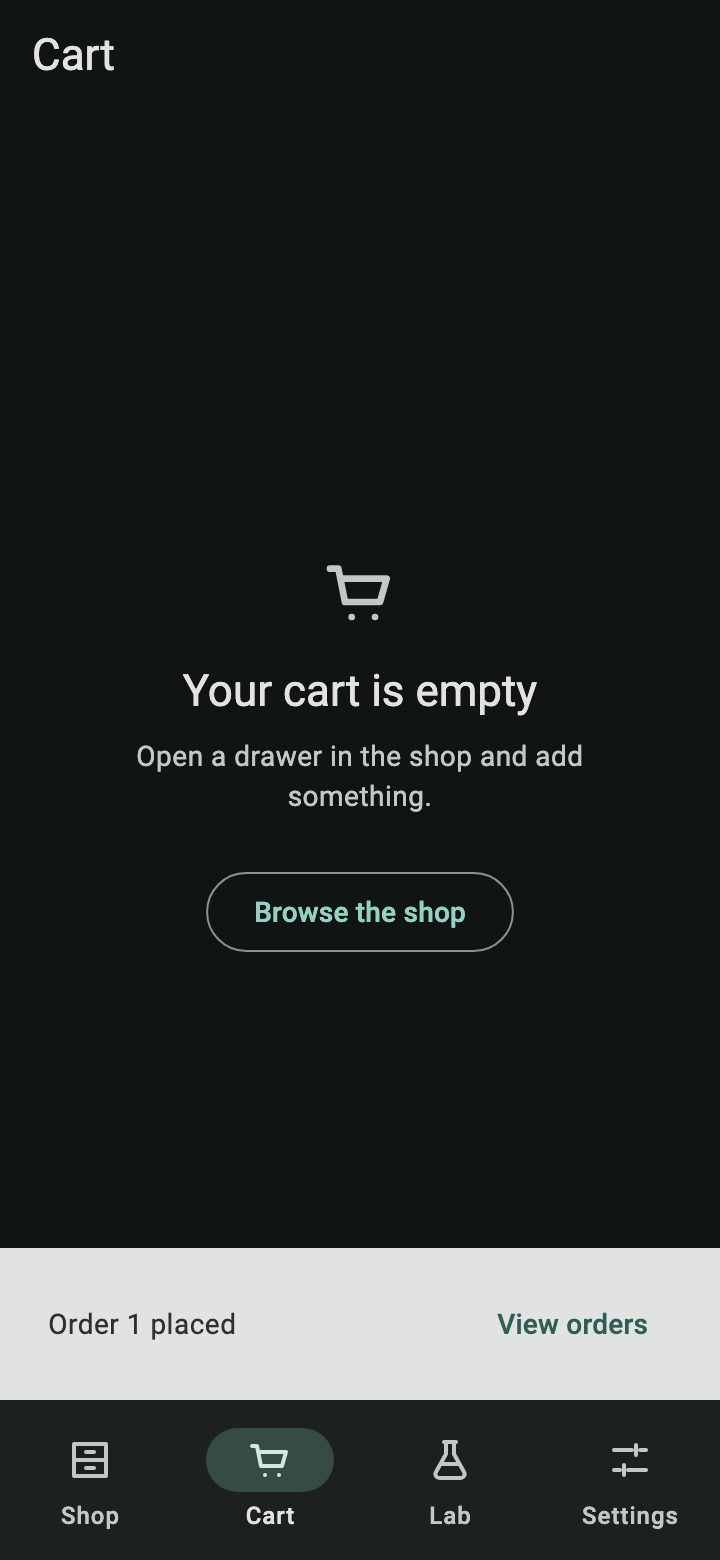 Cart
Your cart is empty
Open a drawer in the shop and add
something.
Browse the shop
Order 1 placed
View orders
Shop
Cart
Lab
Settings